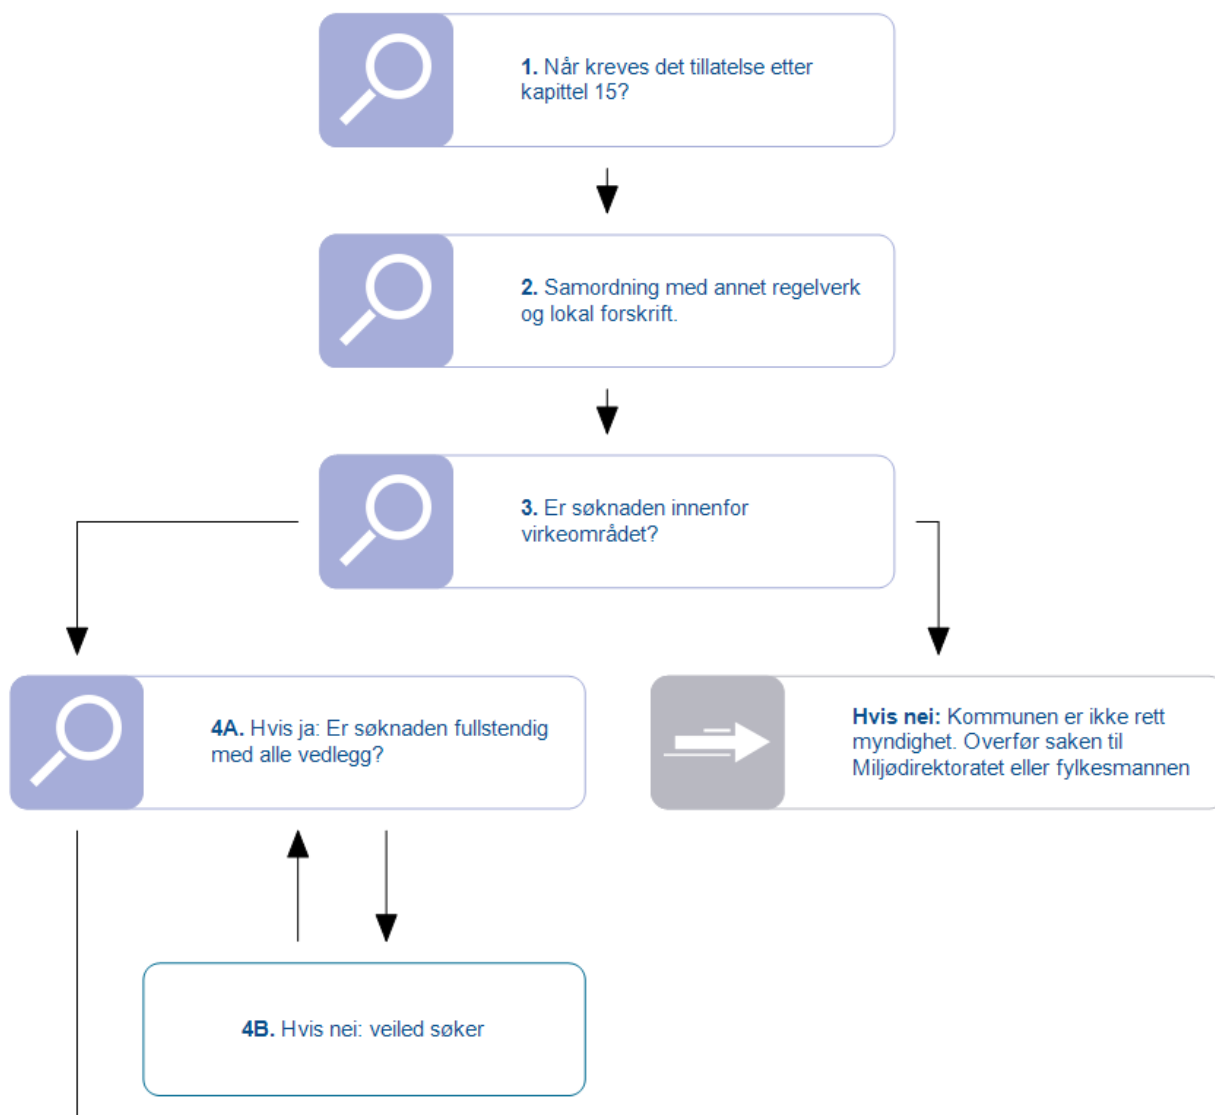 1. Når kreves det tillatelse etter
kapittel 15?
2. Samordning med annet regelverk
og lokal forskrift.
3. Er søknaden innenfor
virkeområdet?
4A. Hvis ja: Er søknaden fullstendig
med alle vedlegg?
Hvis nei: Kommunen er ikke rett
myndighet. Overfør saken til
Miljødirektoratet eller fylkesmannen
4B. Hvis nei: veiled søker